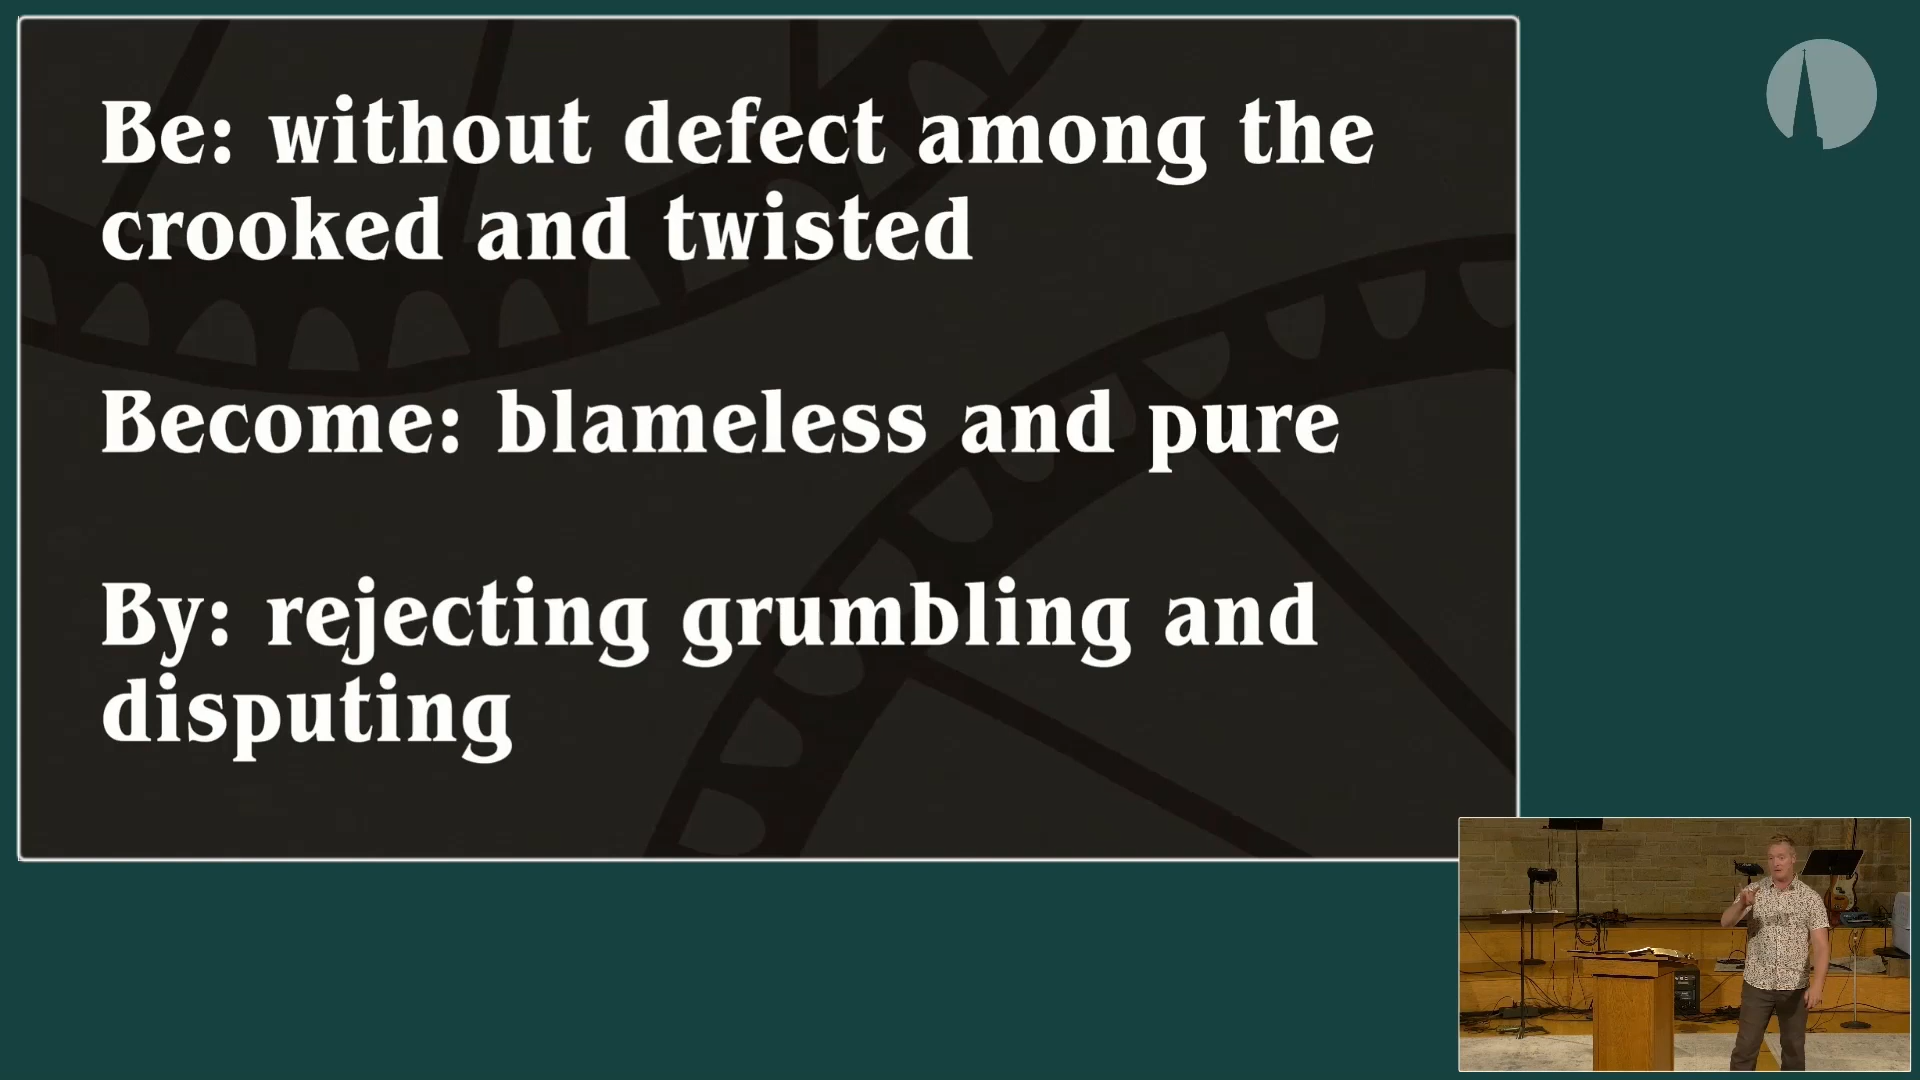 Be: without defect among the
crooked and twisted
Become: blameless and pure
By: rejecting grumbling and
disputing